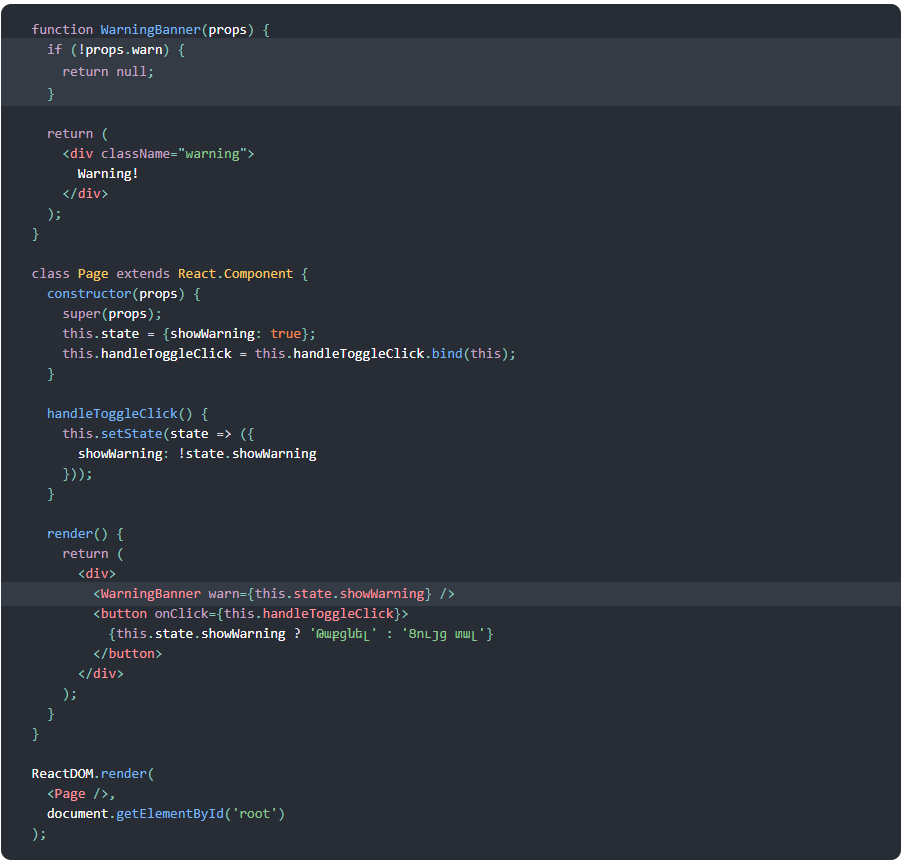 function WarningBanner(props) {
  if (!props.warn) {
    return null;
  }

  return (
    <div className="warning">
      Warning!
    </div>
  );
}

class Page extends React.Component {
  constructor(props) {
    super(props);
    this.state = {showWarning: true};
    this.handleToggleClick = this.handleToggleClick.bind(this);
  }

  handleToggleClick() {
    this.setState(state => ({
      showWarning: !state.showWarning
    }));
  }

  render() {
    return (
      <div>
        <WarningBanner warn={this.state.showWarning} />
        <button onClick={this.handleToggleClick}>
          {this.state.showWarning ? 'Թաքցնել' : 'Ցույց տալ'}
        </button>
      </div>
    );
  }
}

ReactDOM.render(
  <Page />,
  document.getElementById('root')
);